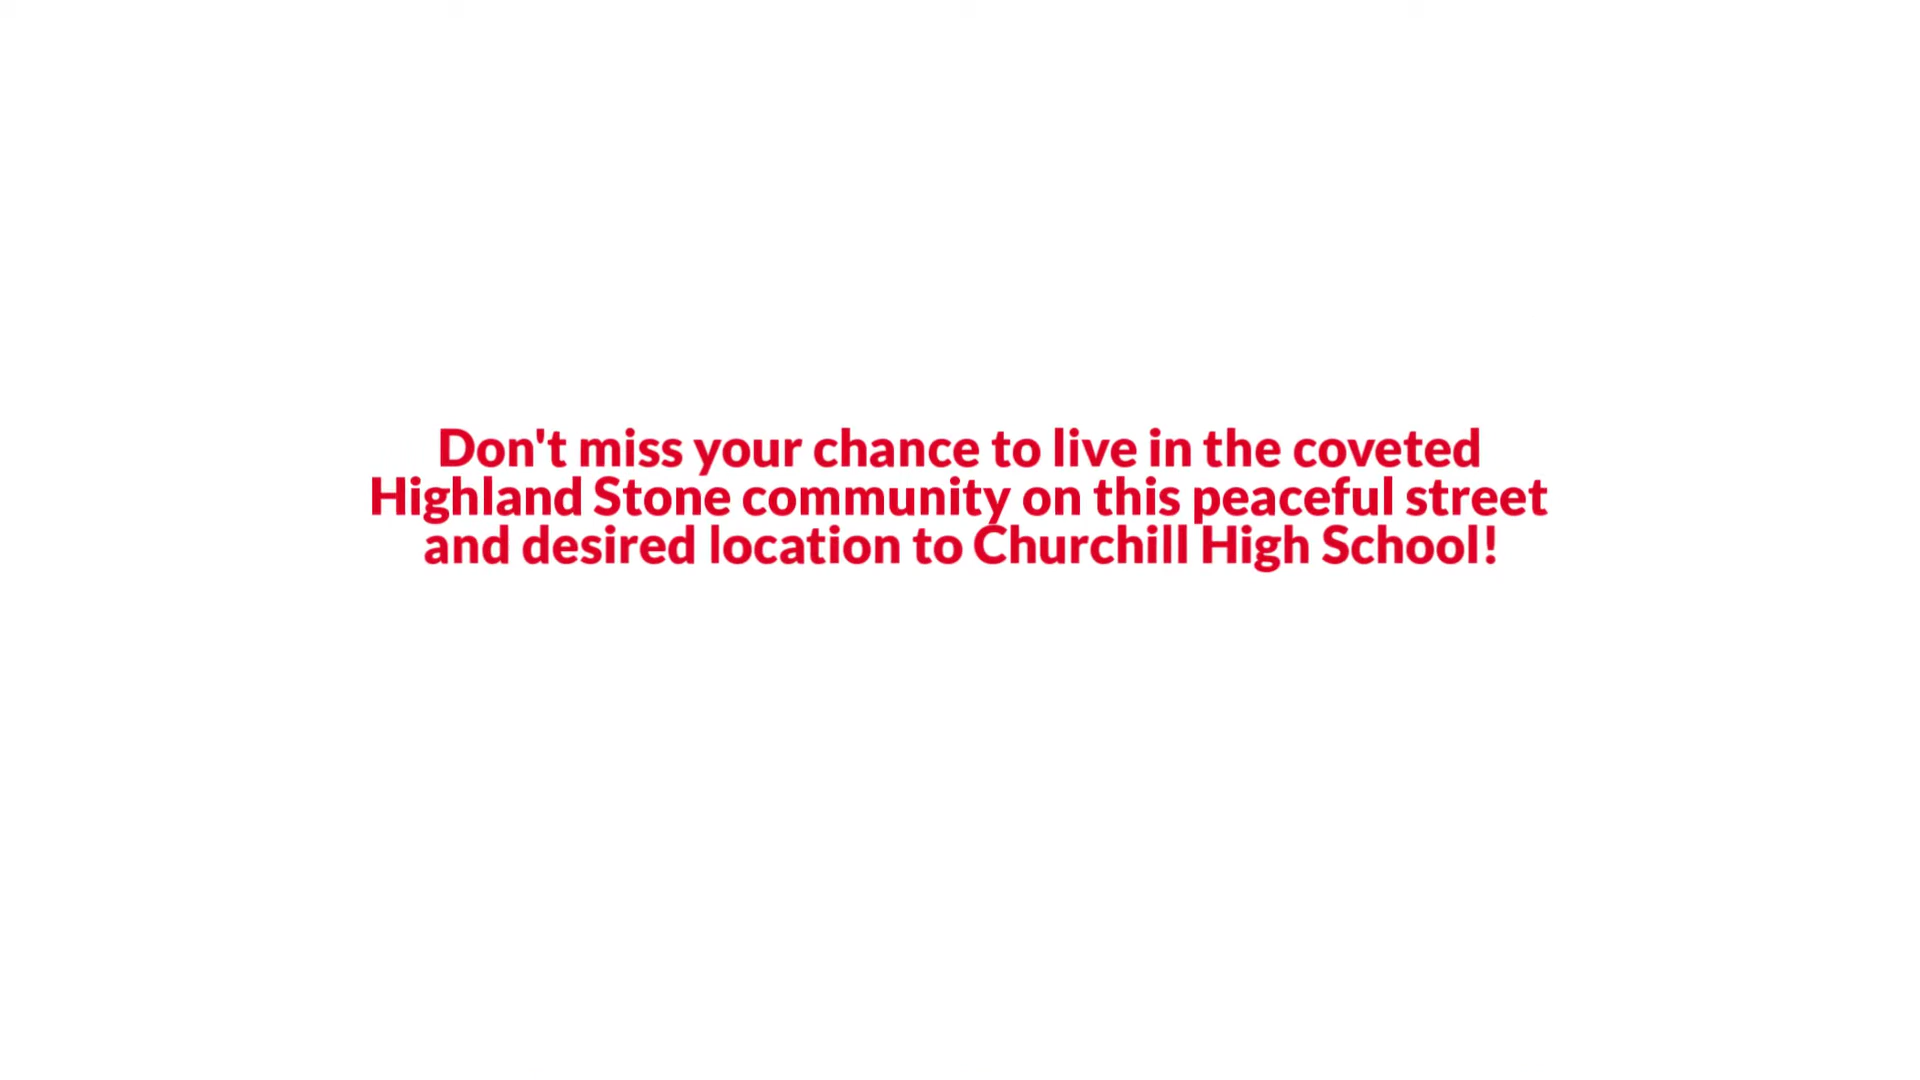 Don't miss your chance to live in the coveted
Highland Stone community on this peaceful street
and desired location to Churchill High School!